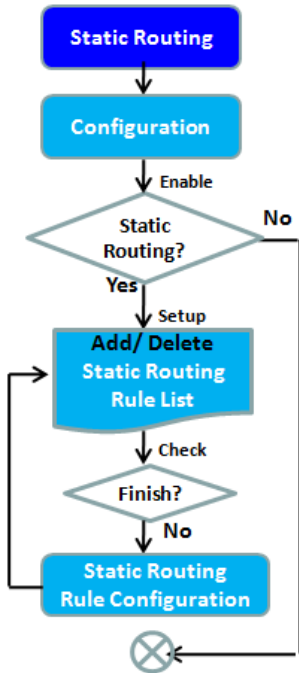 Static Routing
Configuration
Enable
Static
Routing?
No
Yes
Setup
Add/ Delete
Static Routing
Rule List
Check
Finish?
No
Static Routing
Rule Configuration